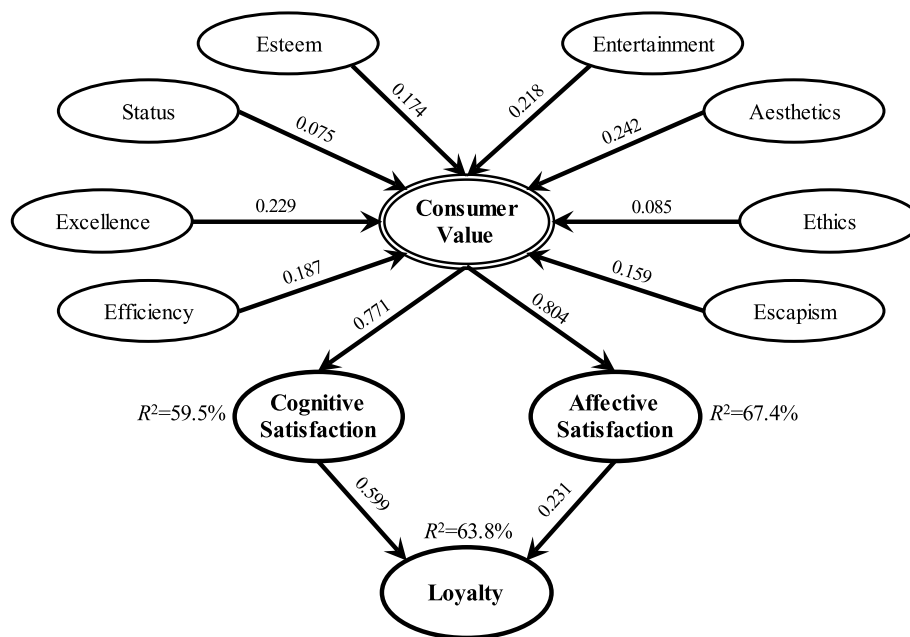 Esteem
Entertainment
0.174
0.218
Status
Aesthetics
0.075
0.242
Excellence
0.229
Consumer
Value
0.085
Ethics
Efficiency
0.187
0.159
Escapism
0.771
0.804
R²=59.5%
Cognitive
Satisfaction
Affective
Satisfaction
R²=67.4%
0.599
0.231
R²=63.8%
Loyalty